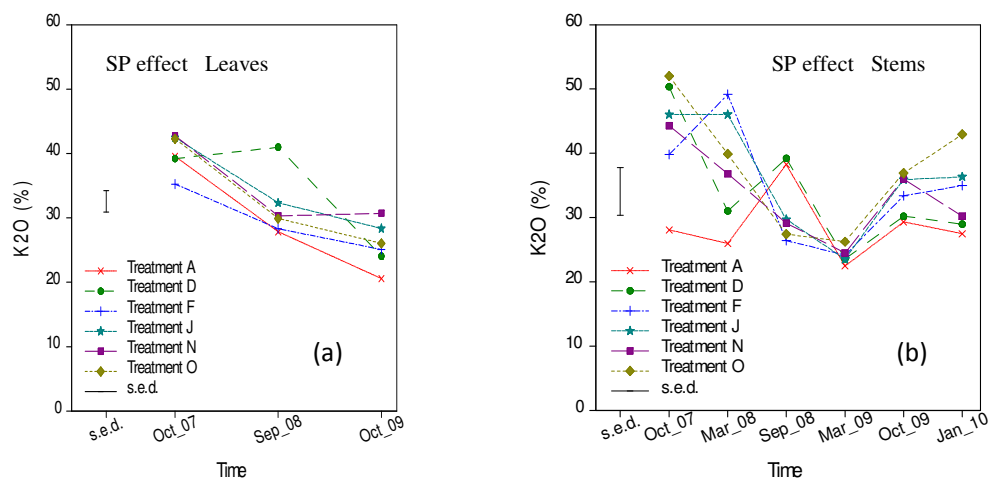 60
50
40
30
20
10
0
K2O (%)
SP effect Leaves
Treatment A
Treatment D
Treatment F
Treatment J
Treatment N
Treatment O
s.e.d.
(a)
s.e.d.
Oct_07
Sep_08
Oct_09
Time
60
50
40
30
20
10
0
K2O (%)
SP effect Stems
Treatment A
Treatment D
Treatment F
Treatment J
Treatment N
Treatment O
s.e.d.
(b)
s.e.d.
Oct_07
Mar_08
Sep_08
Mar_09
Oct_09
Jan_10
Time